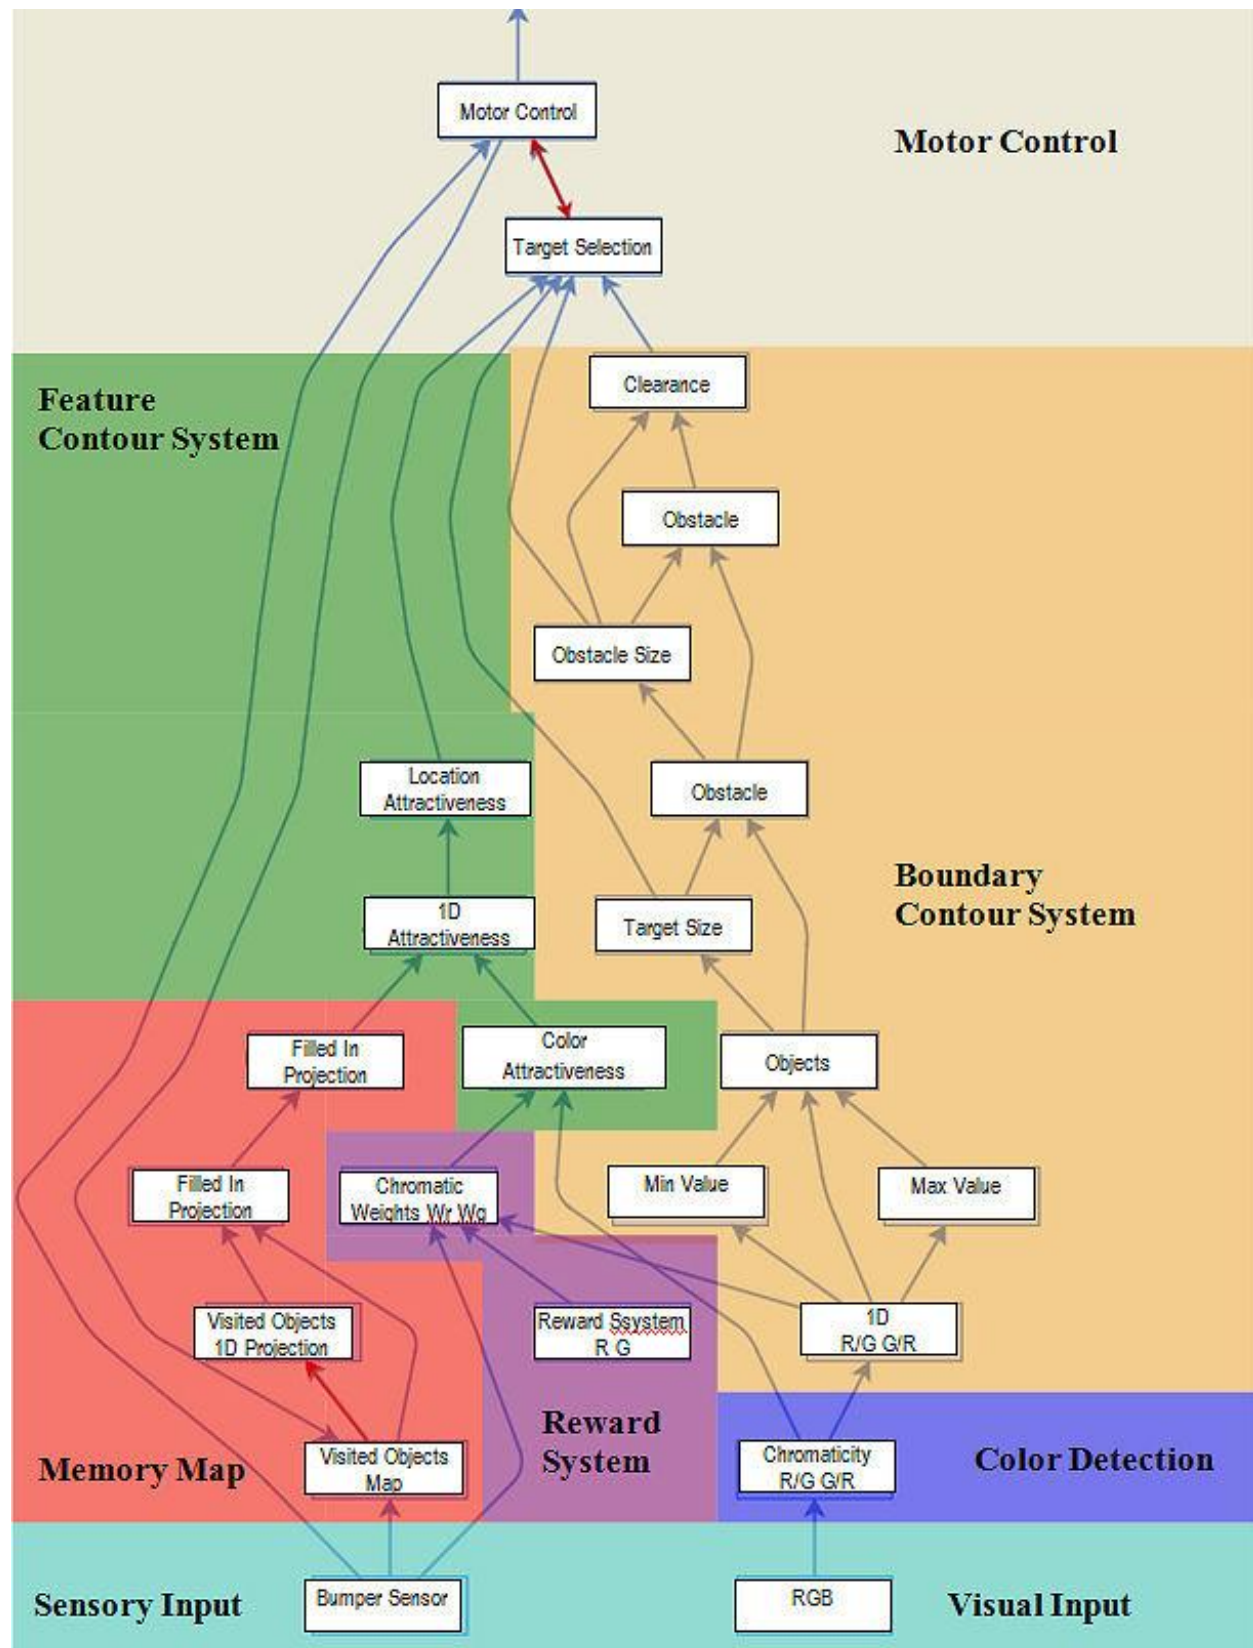 Motor Control
Motor Control
Target Selection
Clearance
Feature
Contour System
Obstacle
Obstacle Size
Location
Attractiveness
Obstacle
Boundary
Contour System
1D
Attractiveness
Target Size
Filled In
Projection
Color
Attractiveness
Objects
Filled In
Projection
Chromatic
Weights Wr Wg
Min Value
Max Value
Visited Objects
1D Projection
Reward Ssystem
R G
1D
R/G G/R
Reward
System
Memory Map
Visited Objects
Map
Chromaticity
R/G G/R
Color Detection
Sensory Input
Bumper Sensor
RGB
Visual Input